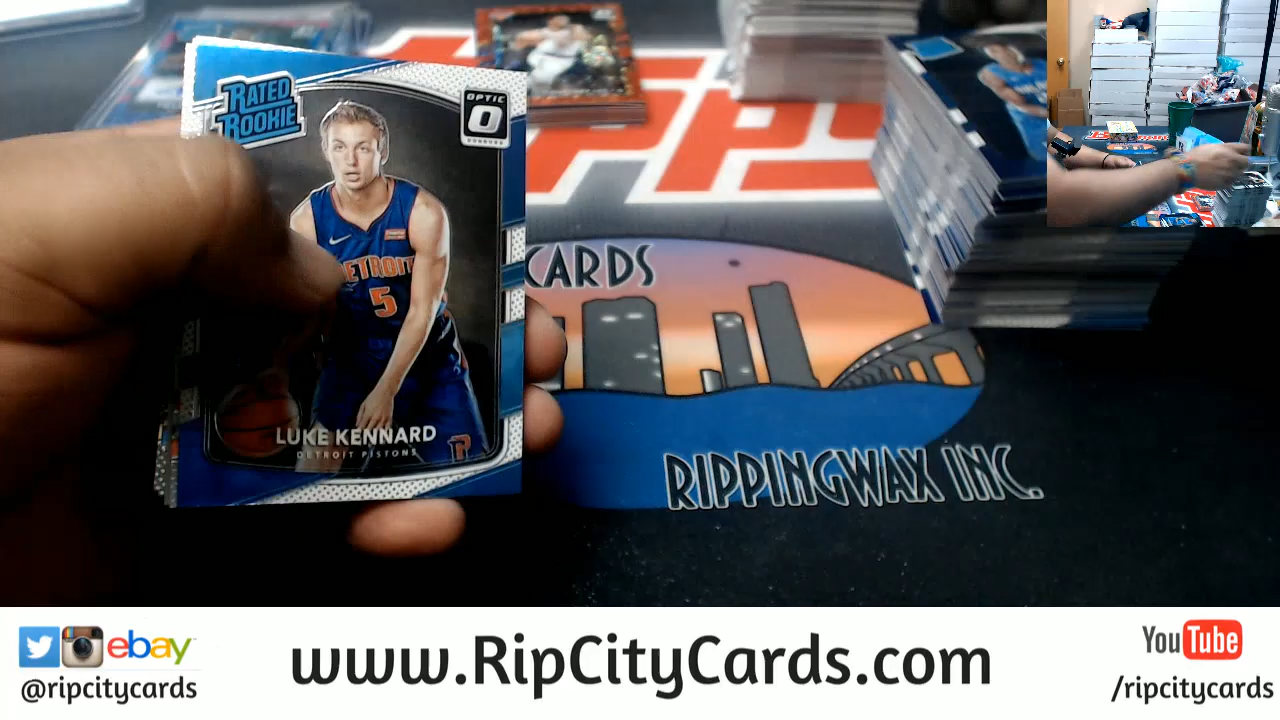 RATED
ROOKIE
OPTIC
O
DONRUSS
DETROIT
5
LUKE KENNARD
DETROIT PISTONS
CARDS
RIPPINGWAX INC.
ebay
@ripcitycards
www.RipCityCards.com
YouTube
/ripcitycards